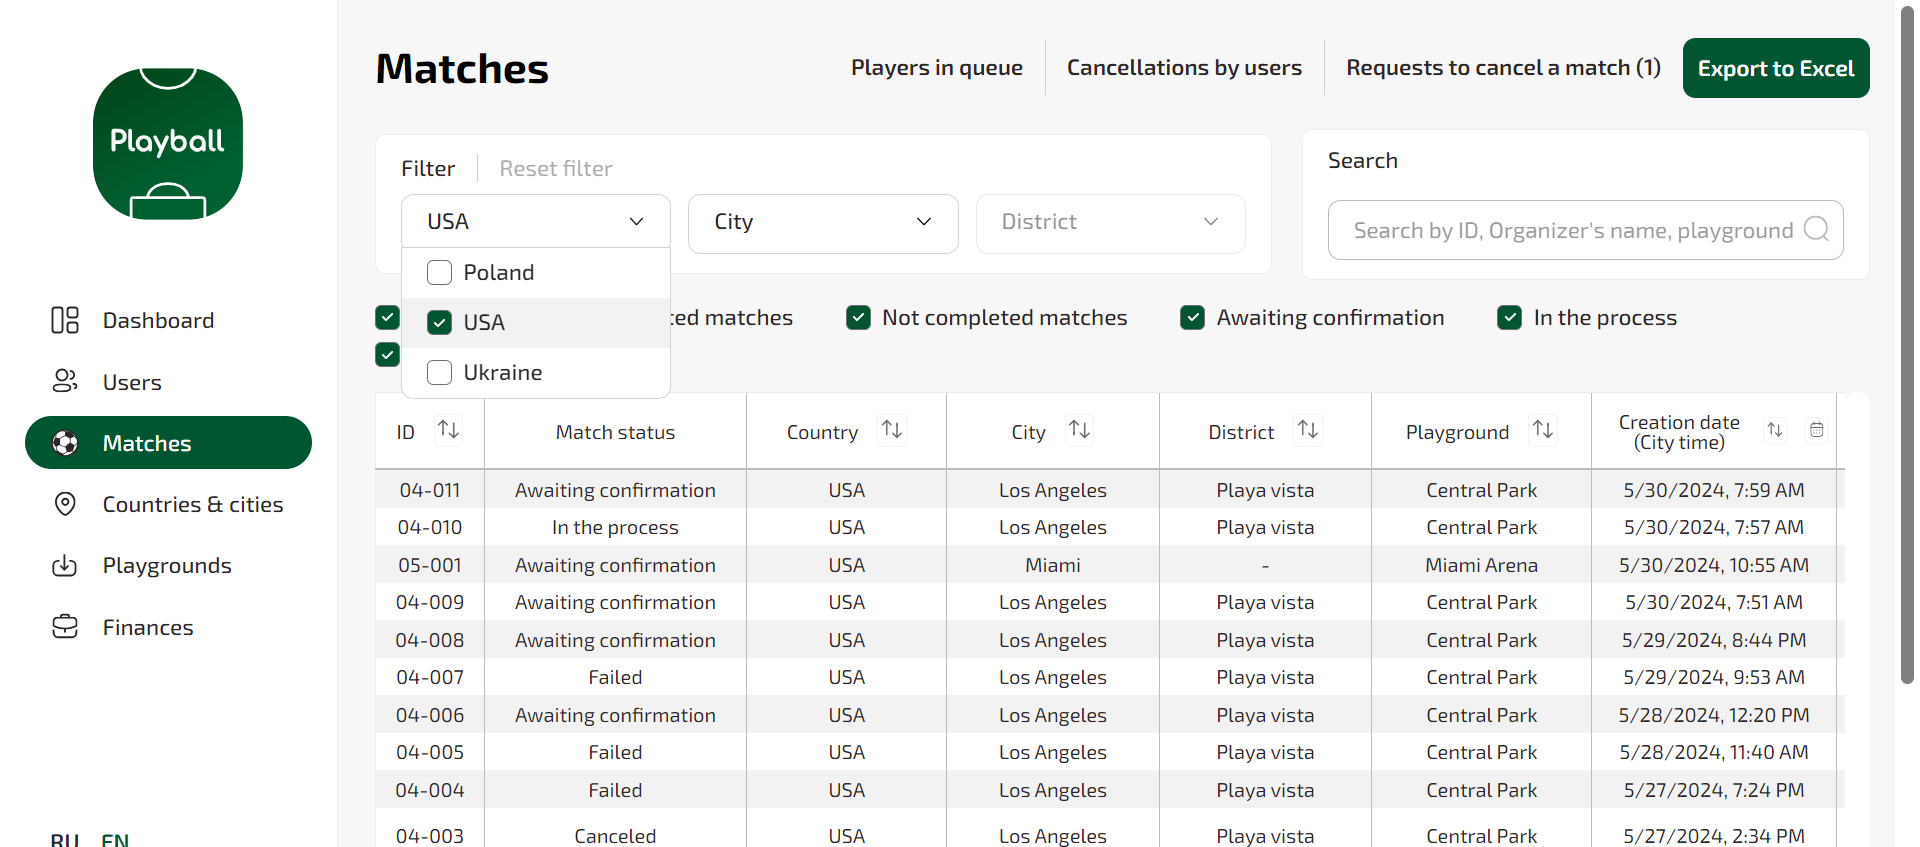 Playball
Dashboard
Users
Matches
Countries & cities
Playgrounds
Finances
RU EN
Matches
Players in queue
Cancellations by users
Requests to cancel a match (1)
Export to Excel
Filter
Reset filter
USA
City
District
Poland
USA
Ukraine
Search
Search by ID, Organizer's name, playground
matches
Not completed matches
Awaiting confirmation
In the process
ID Match status Country City District Playground Creation date
(City time)
04-011 Awaiting confirmation USA Los Angeles Playa vista Central Park 5/30/2024, 7:59 AM
04-010 In the process USA Los Angeles Playa vista Central Park 5/30/2024, 7:57 AM
05-001 Awaiting confirmation USA Miami - Miami Arena 5/30/2024, 10:55 AM
04-009 Awaiting confirmation USA Los Angeles Playa vista Central Park 5/30/2024, 7:51 AM
04-008 Awaiting confirmation USA Los Angeles Playa vista Central Park 5/29/2024, 8:44 PM
04-007 Failed USA Los Angeles Playa vista Central Park 5/29/2024, 9:53 AM
04-006 Awaiting confirmation USA Los Angeles Playa vista Central Park 5/28/2024, 12:20 PM
04-005 Failed USA Los Angeles Playa vista Central Park 5/28/2024, 11:40 AM
04-004 Failed USA Los Angeles Playa vista Central Park 5/27/2024, 7:24 PM
04-003 Canceled USA Los Angeles Playa vista Central Park 5/27/2024, 2:34 PM